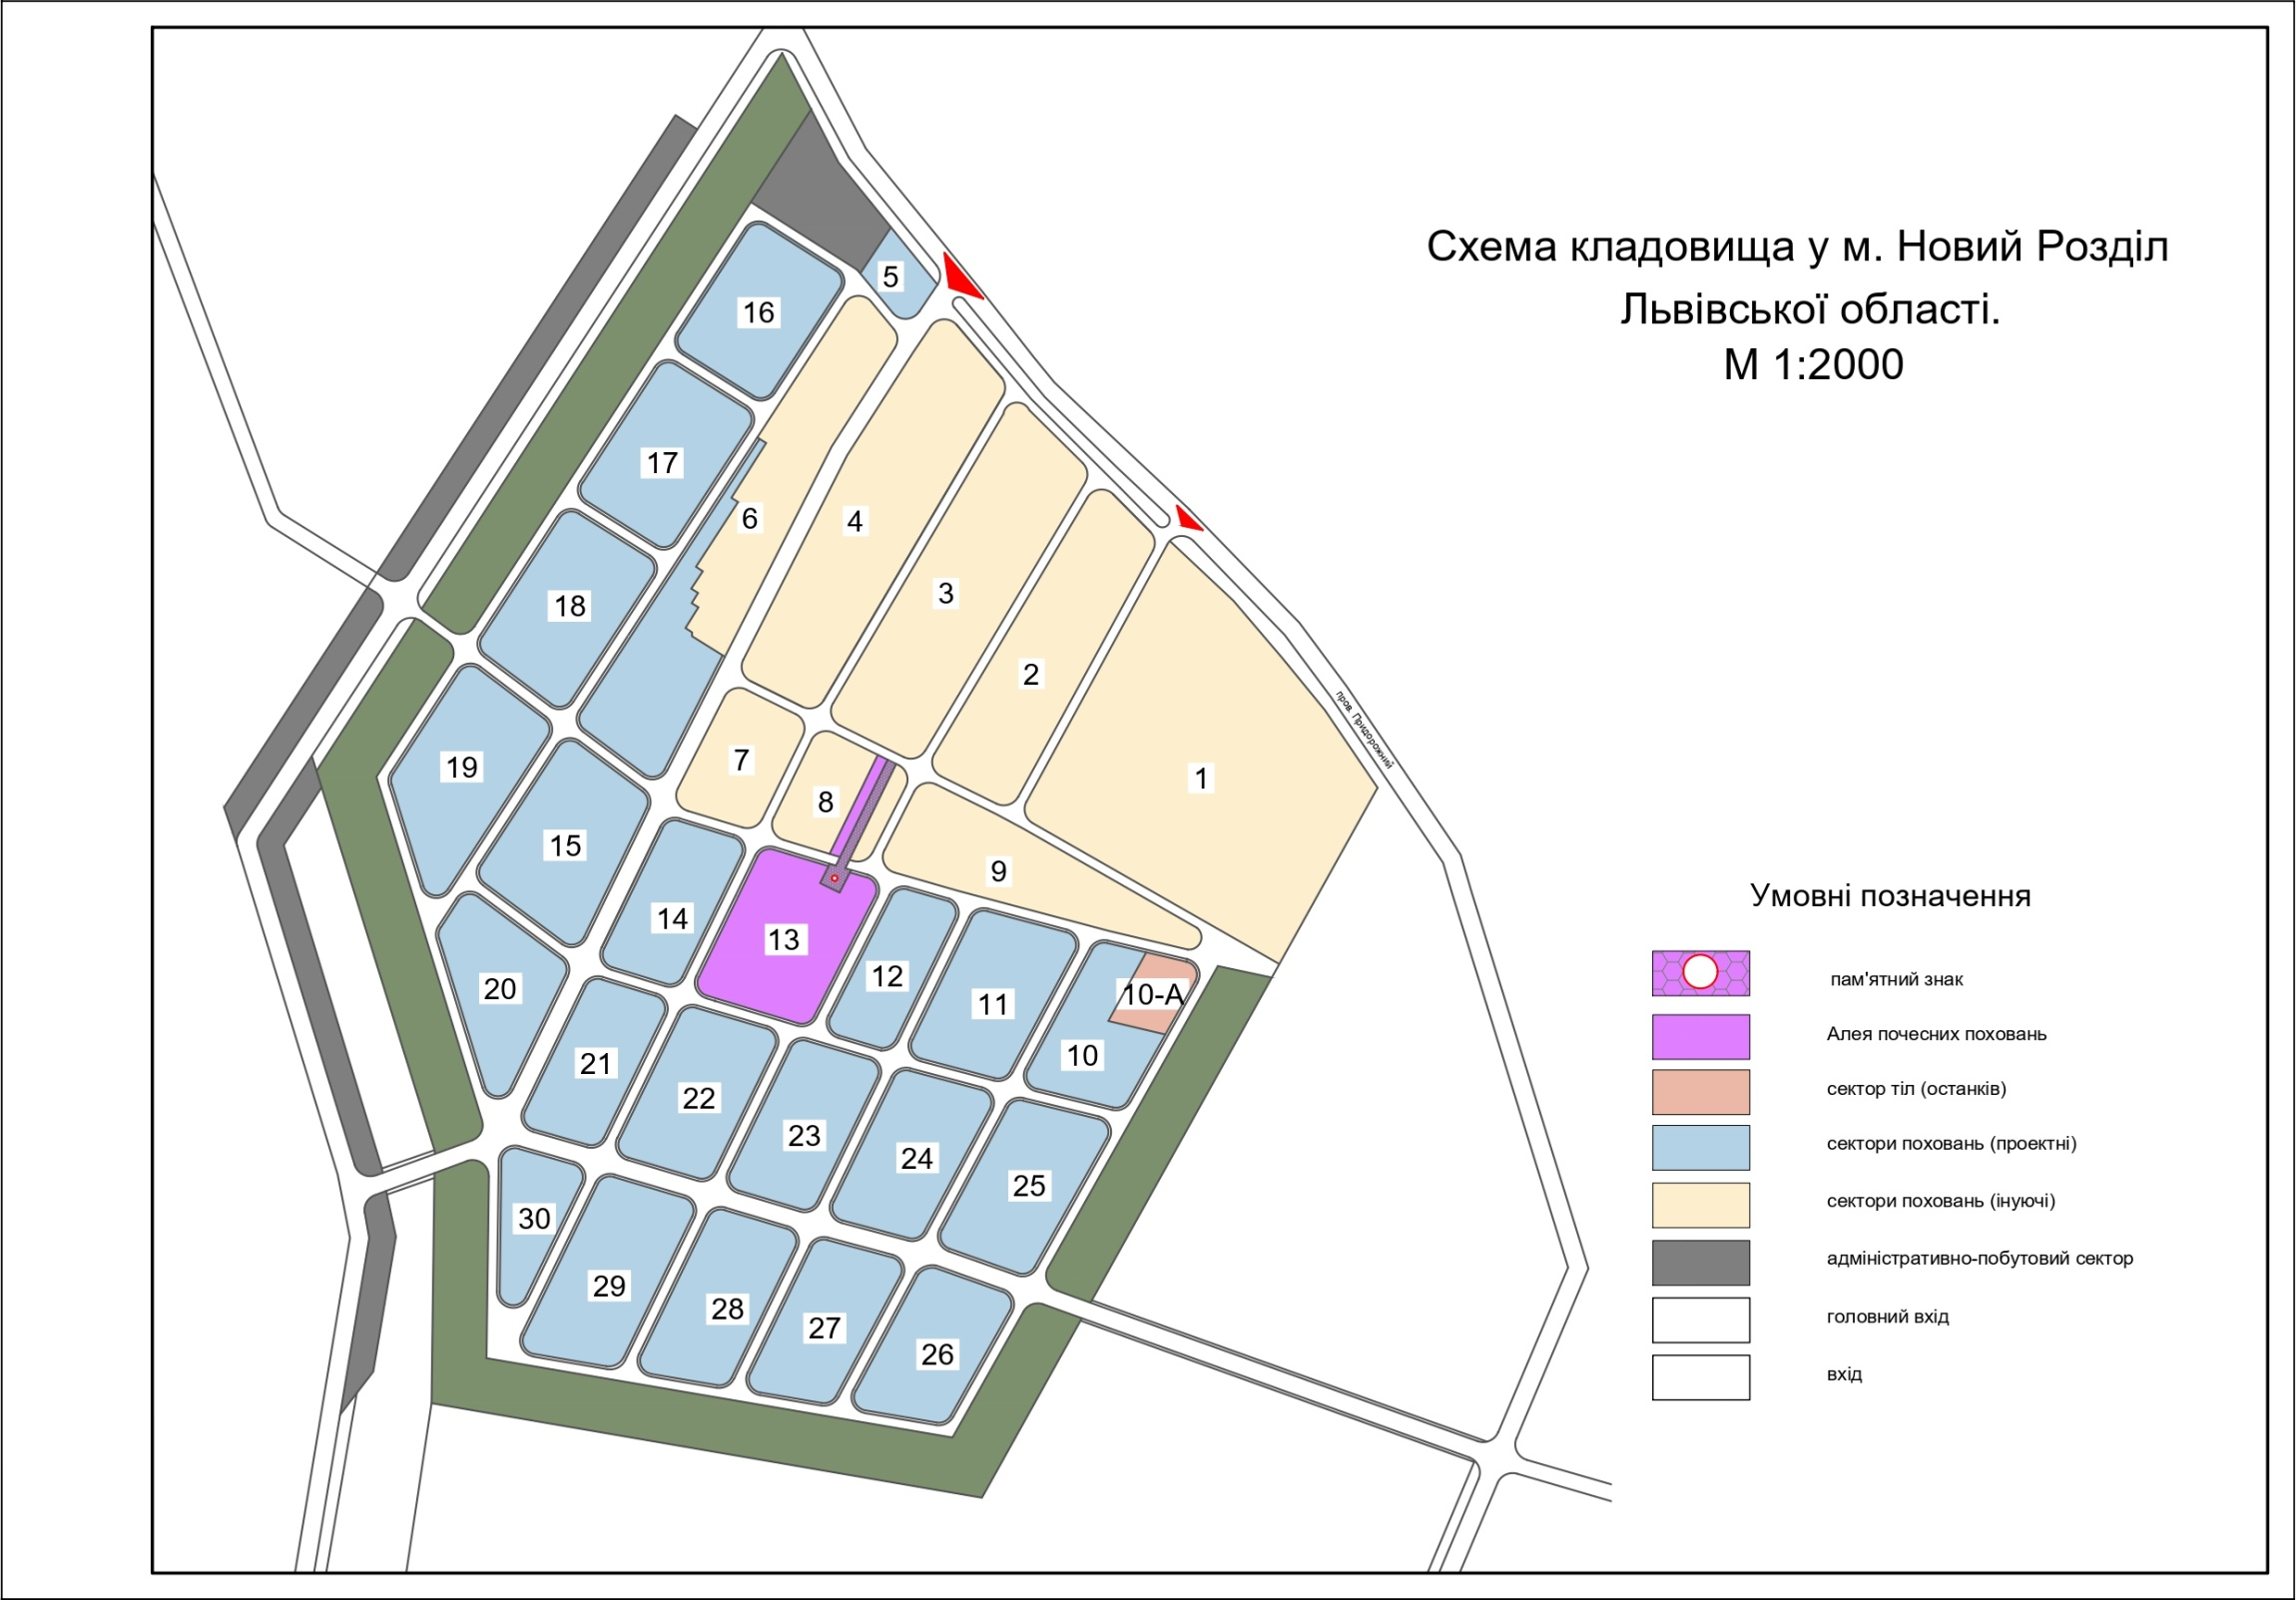 Схема кладовища у м. Новий Розділ
Львівської області.
М 1:2000
5
16
17
6
4
18
3
2
пров. Придорожний
7
19
1
8
15
9
14
13
12
20
11
10-А
10
21
22
23
24
25
30
29
28
27
26
Умовні позначення
пам'ятний знак
Алея почесних поховань
сектор тіл (останків)
сектори поховань (проектні)
сектори поховань (інуючі)
адміністративно-побутовий сектор
головний вхід
вхід